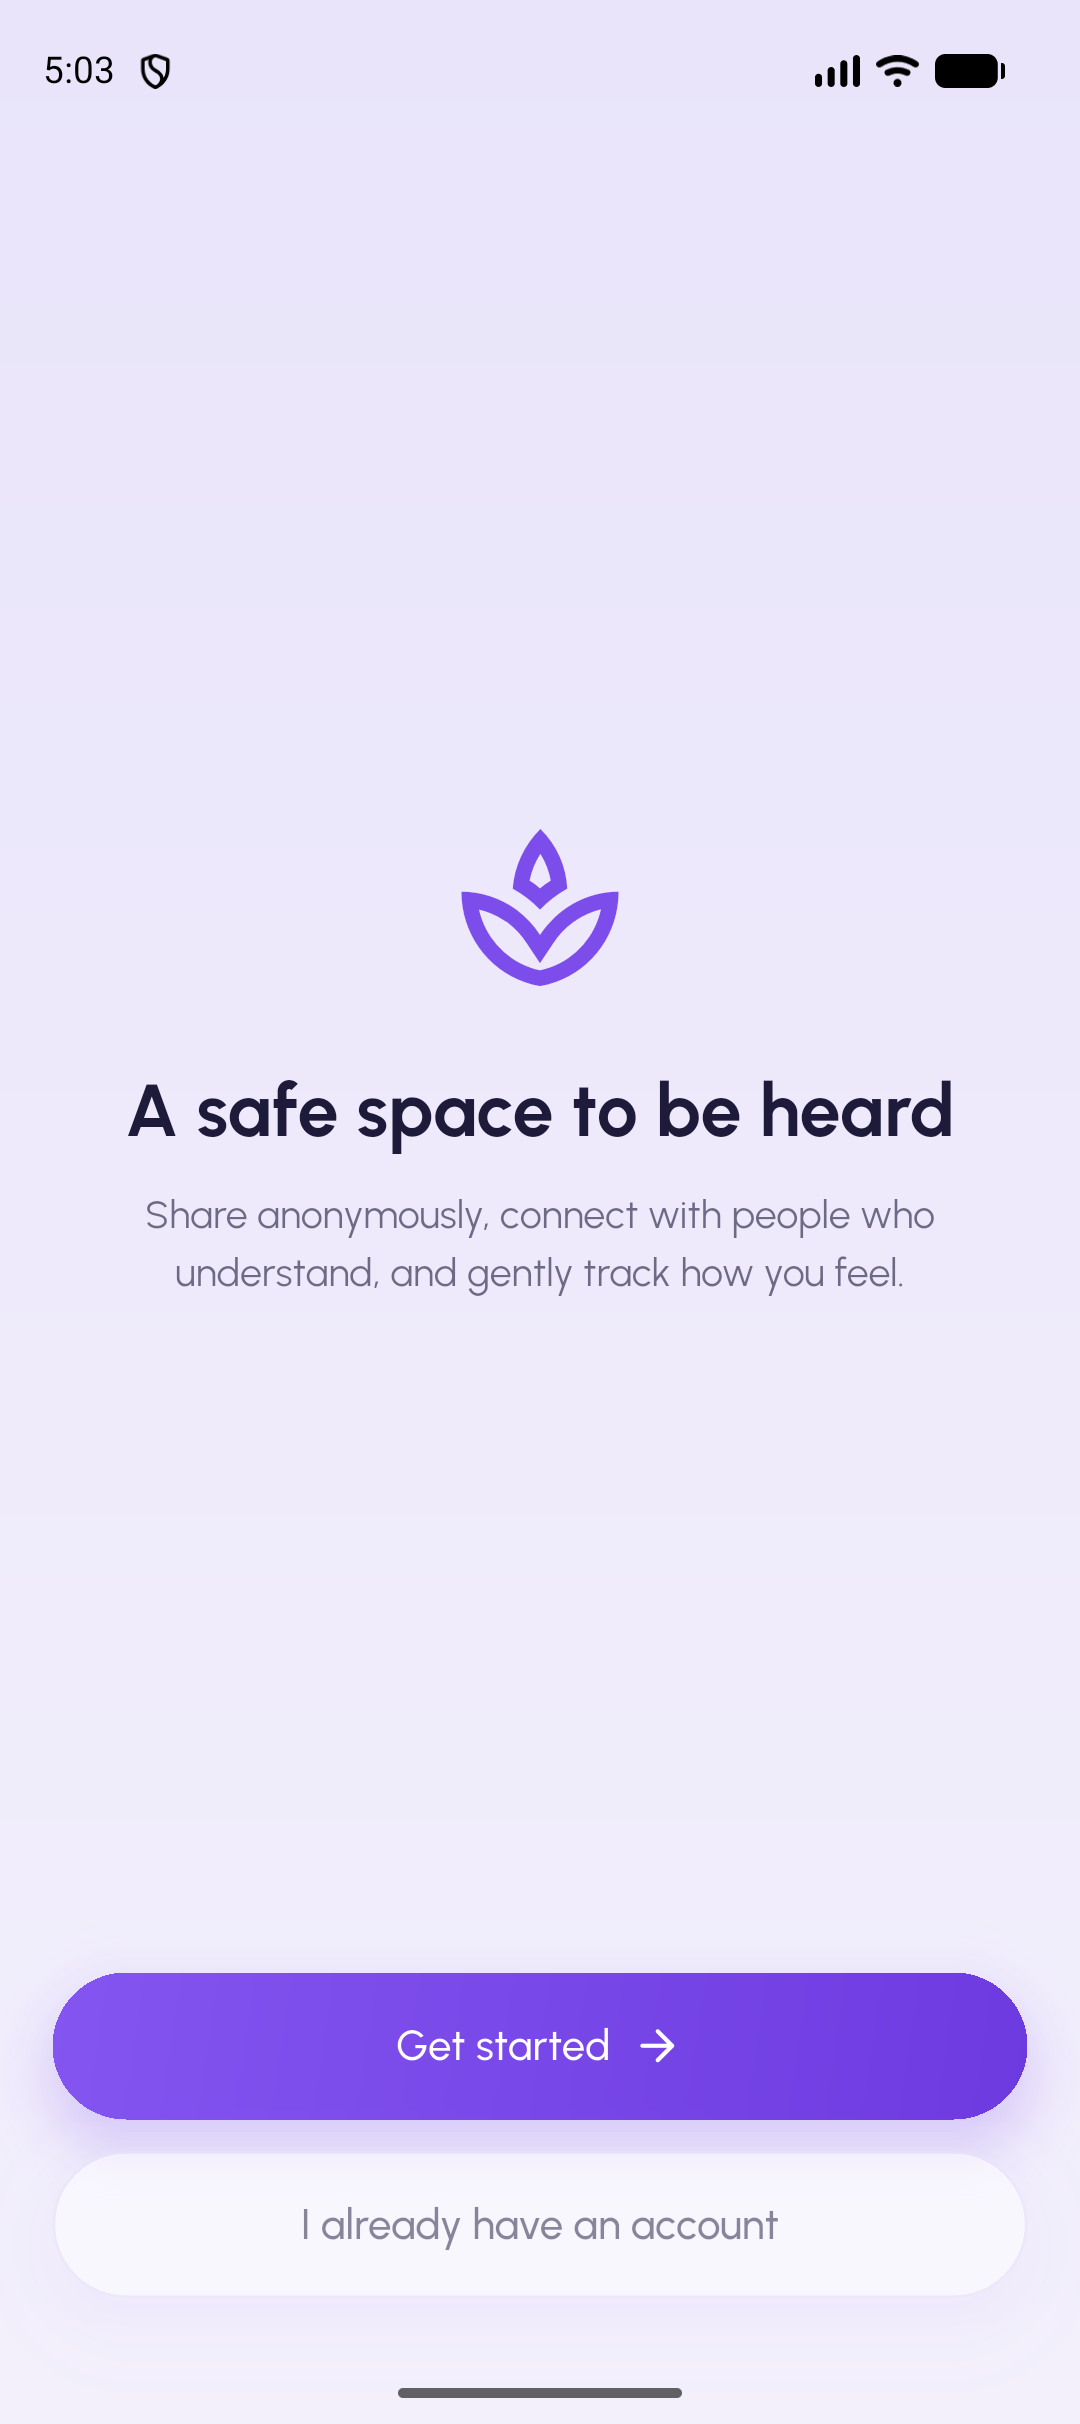 5:03
A safe space to be heard
Share anonymously, connect with people who
understand, and gently track how you feel.
Get started
I already have an account